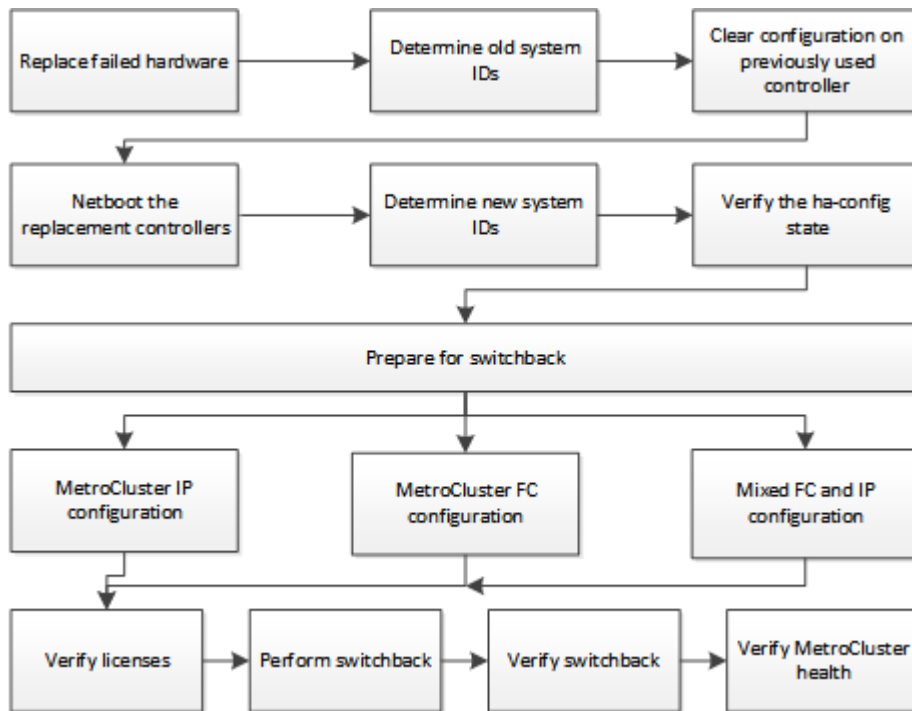 Replace failed hardware
Determine old system
IDs
Clear configuration on
previously used
controller
Netboot the
replacement controllers
Determine new system
IDs
Verify the ha-config
state
Prepare for switchback
MetroCluster IP
configuration
MetroCluster FC
configuration
Mixed FC and IP
configuration
Verify licenses
Perform switchback
Verify switchback
Verify MetroCluster
health